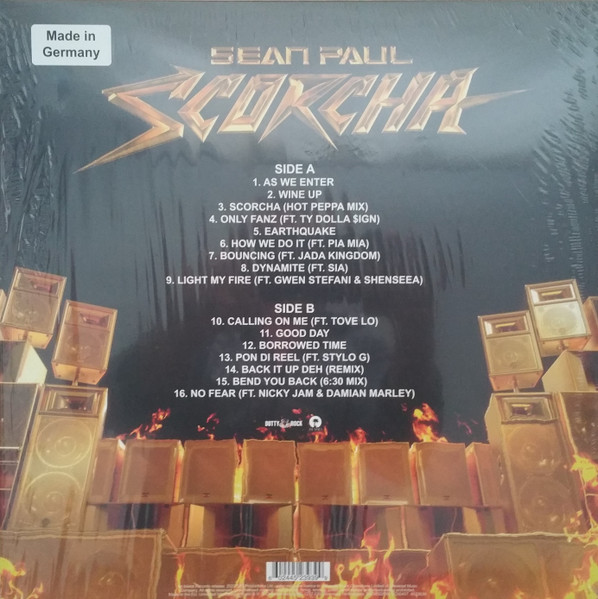 Made in
Germany
SEAN PAUL
SCORCHA
SIDE A
1. AS WE ENTER
2. WINE UP
3. SCORCHA (HOT PEPPA MIX)
4. ONLY FANZ (FT. TY DOLLA $IGN)
5. EARTHQUAKE
6. HOW WE DO IT (FT. PIA MIA)
7. BOUNCING (FT. JADA KINGDOM)
8. DYNAMITE (FT. SIA)
9. LIGHT MY FIRE (FT. GWEN STEFANI & SHENSEEA)
SIDE B
10. CALLING ON ME (FT. TOVE LO)
11. GOOD DAY
12. BORROWED TIME
13. PON DI REEL (FT. STYLO G)
14. BACK IT UP DEH (REMIX)
15. BEND YOU BACK (6:30 MIX)
16. NO FEAR (FT. NICKY JAM & DAMIAN MARLEY)
DUTTY ROCK